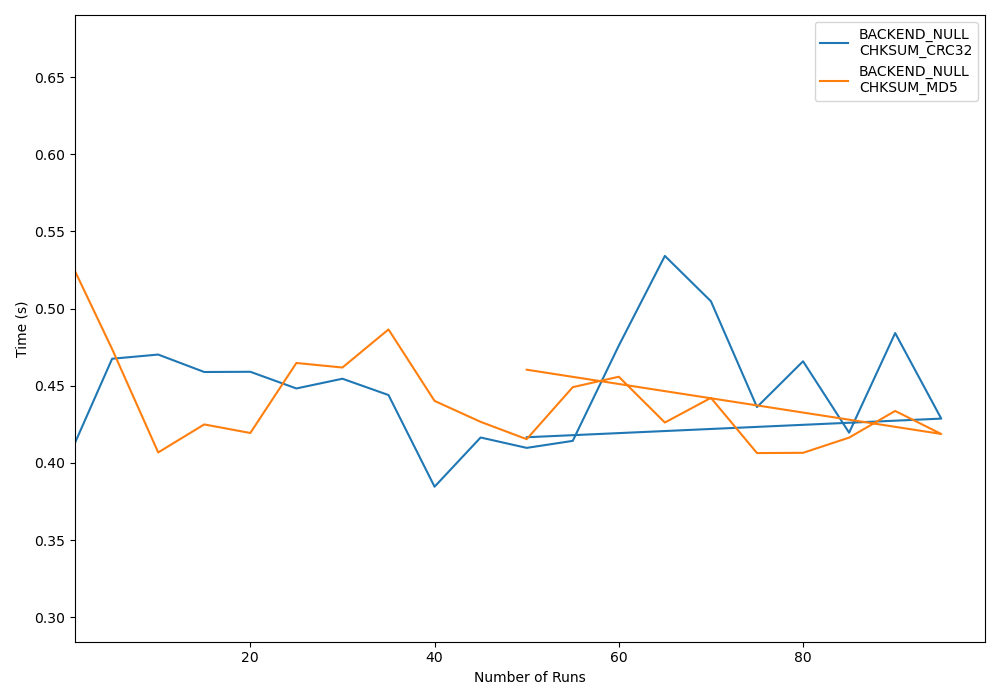 BACKEND_NULL
CHKSUM_CRC32
BACKEND_NULL
CHKSUM_MD5
Time (s)
0.65
0.60
0.55
0.50
0.45
0.40
0.35
0.30
20
40
60
80
Number of Runs